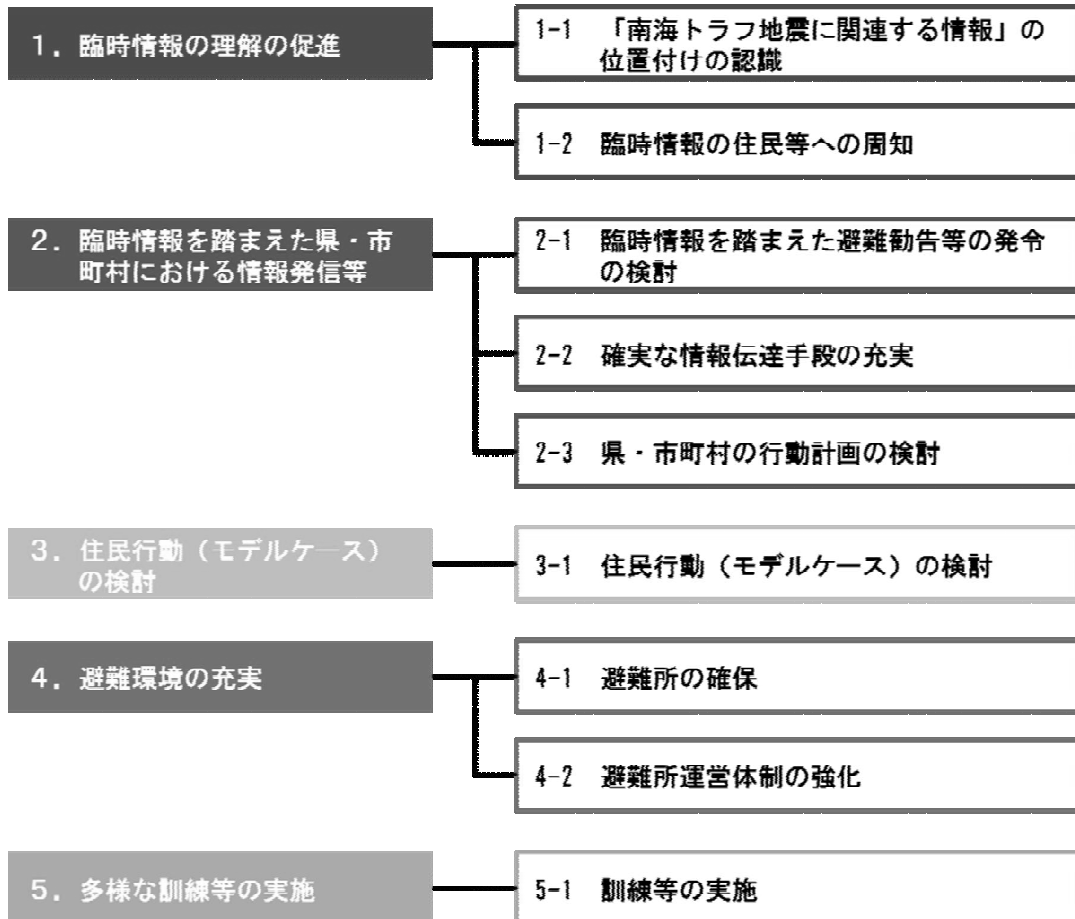 １．臨時情報の理解の促進
1-1 「南海トラフ地震に関連する情報」の
位置付けの認識
1-2 臨時情報の住民等への周知
２．臨時情報を踏まえた県・市
町村における情報発信等
2-1 臨時情報を踏まえた避難勧告等の発令
の検討
2-2 確実な情報伝達手段の充実
2-3 県・市町村の行動計画の検討
３．住民行動（モデルケース）
の検討
3-1 住民行動（モデルケース）の検討
４．避難環境の充実
4-1 避難所の確保
4-2 避難所運営体制の強化
５．多様な訓練等の実施
5-1 訓練等の実施